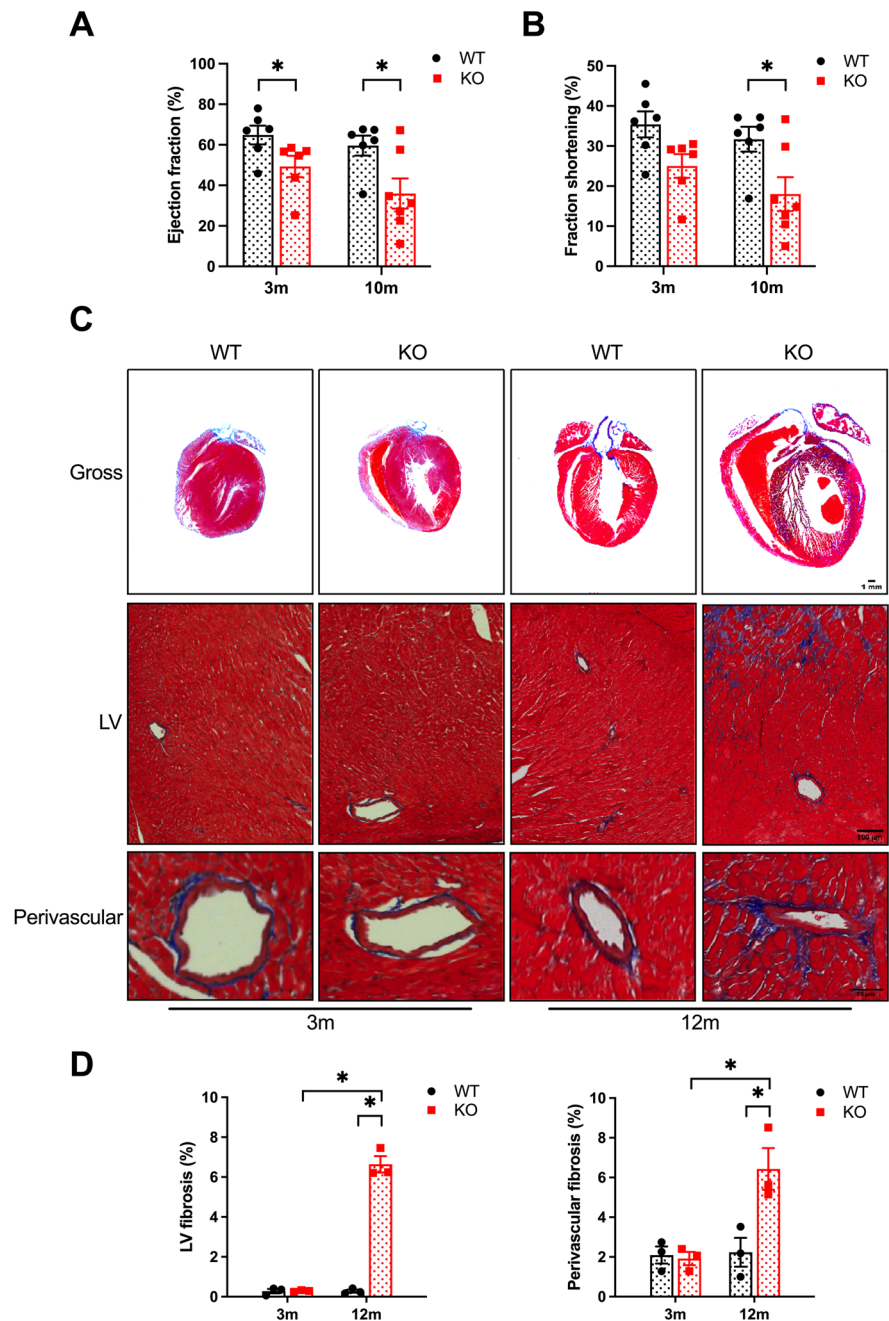 A
B
WT
KO
WT
KO
Ejection fraction (%)
100
80
60
40
20
0
*
*
3m
10m
Fraction shortening (%)
50
40
30
20
10
0
*
3m
10m
C
WT
KO
WT
KO
Gross
1 mm
LV
100 μm
Perivascular
3m
12m
D
WT
KO
LV fibrosis (%)
10
8
6
4
2
0
*
*
3m
12m
WT
KO
Perivascular fibrosis (%)
10
8
6
4
2
0
*
*
3m
12m